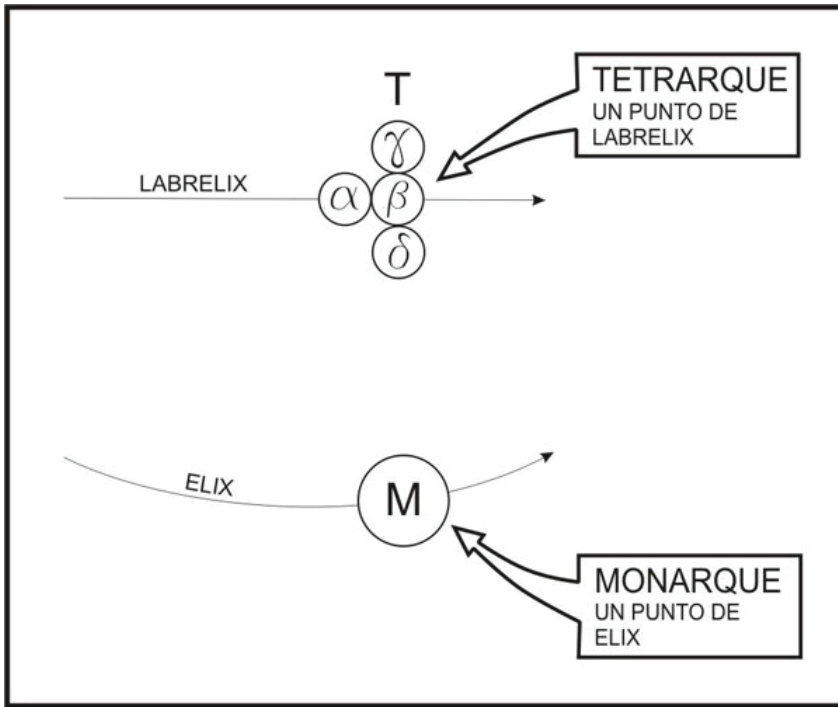 T
TETRARQUE
UN PUNTO DE
LABRELIX
γ
LABRELIX
α β
δ
ELIX
M
MONARQUE
UN PUNTO DE
ELIX